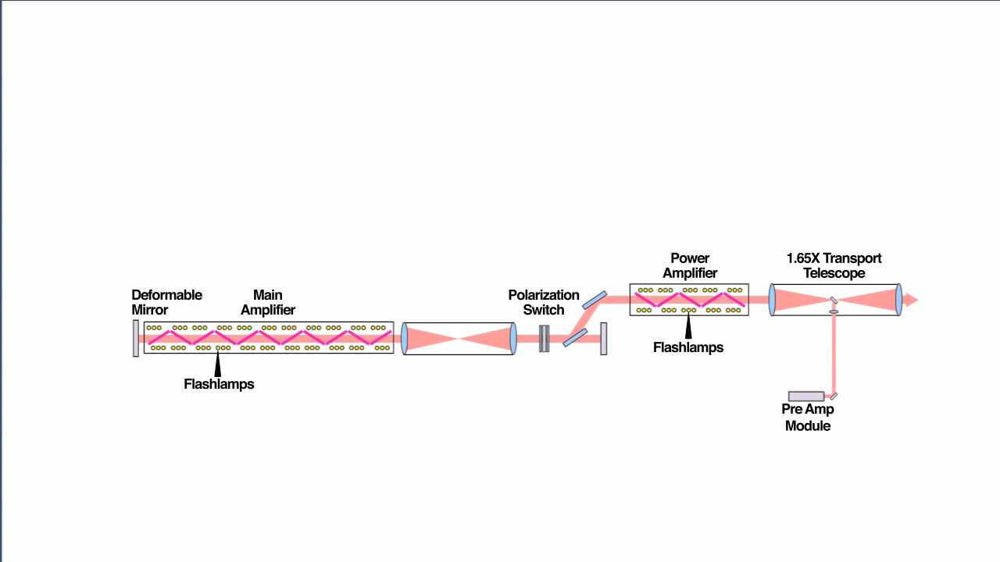 Deformable
Mirror
Main
Amplifier
Flashlamps
Polarization
Switch
Power
Amplifier
Flashlamps
1.65X Transport
Telescope
Pre Amp
Module